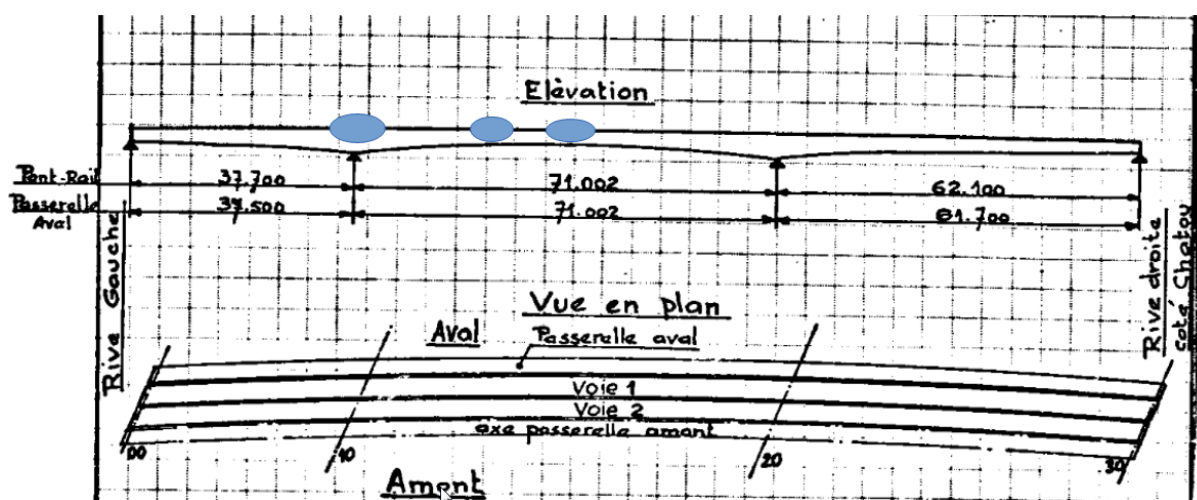 Elèvation
Pont-Rail 37.700 71.002 62.100
Passerelle Aval 37.500 71.002 61.700
Rive Gauche
Rive droite
coté Chatou
Vue en plan
Aval
Passerelle aval
Voie 1
Voie 2
axe passerelle amont
00 10 20 30
Amont